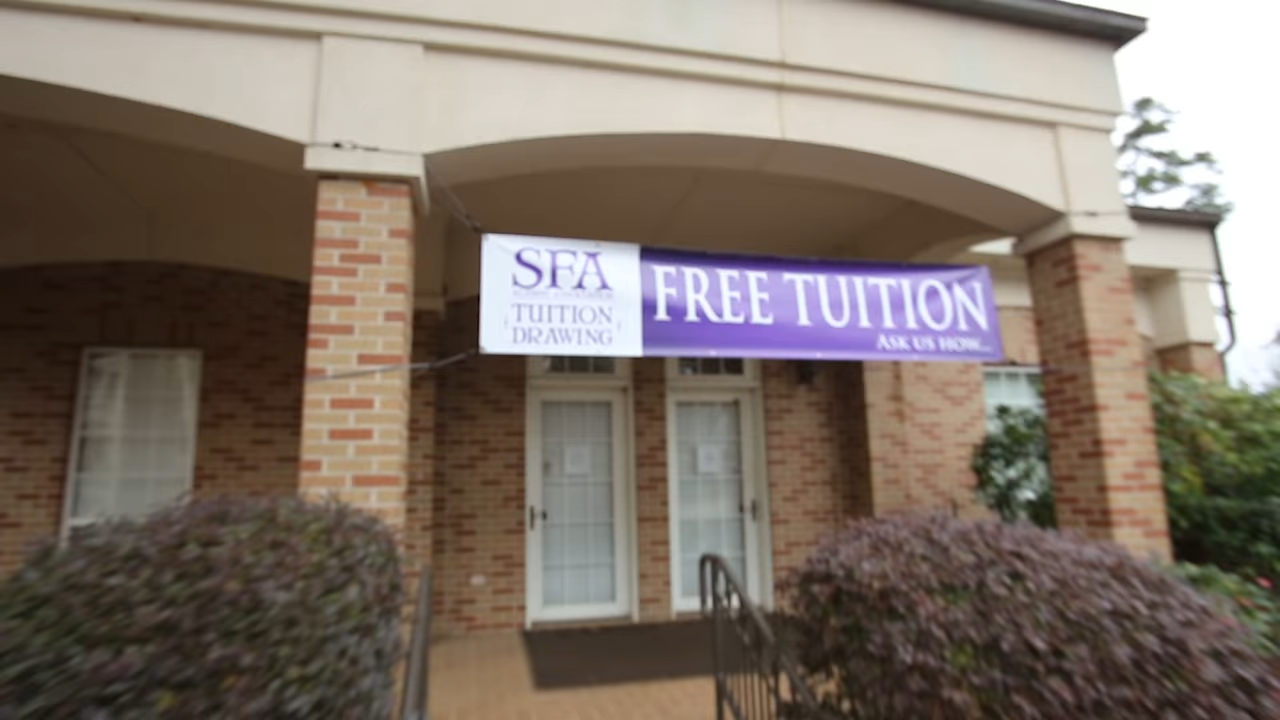 SFA
TUITION
DRAWING
FREE TUITION
ASK US HOW...